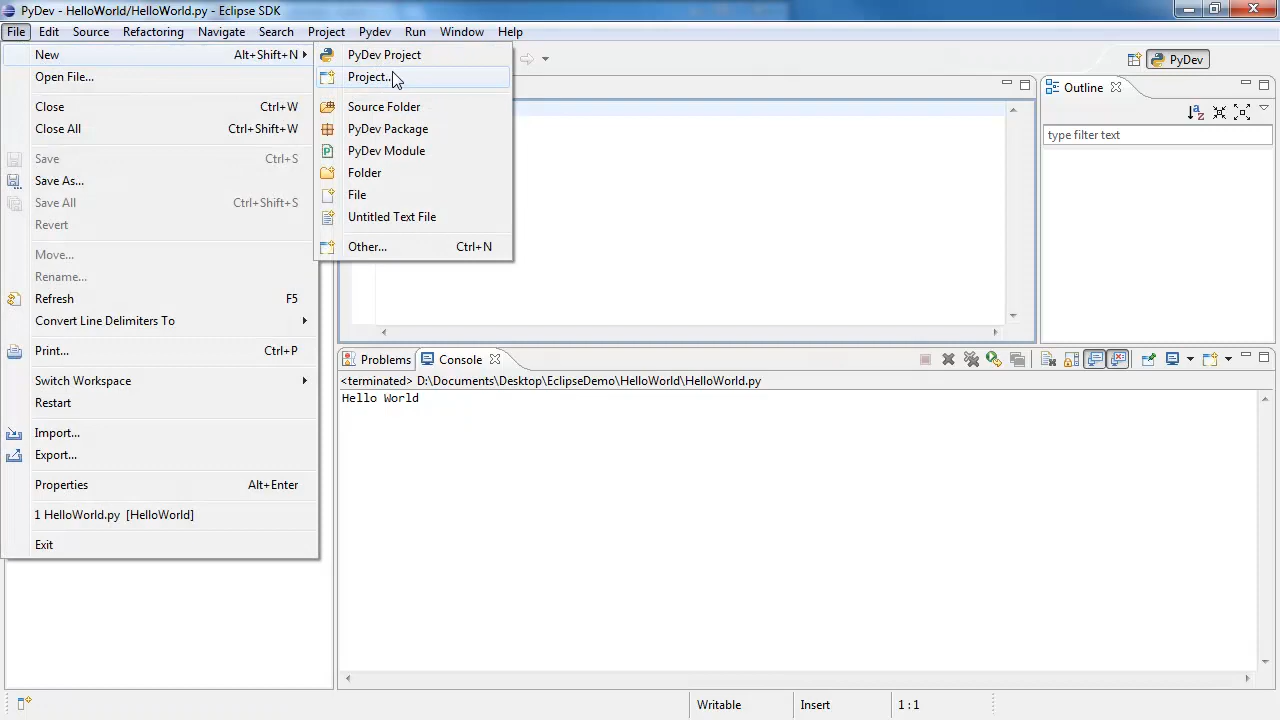 PyDev - HelloWorld/HelloWorld.py - Eclipse SDK
File Edit Source Refactoring Navigate Search Project Pydev Run Window Help
New Alt+Shift+N
Open File...
Close Ctrl+W
Close All Ctrl+Shift+W
Save Ctrl+S
Save As...
Save All Ctrl+Shift+S
Revert
Move...
Rename...
Refresh F5
Convert Line Delimiters To
Print... Ctrl+P
Switch Workspace
Restart
Import...
Export...
Properties Alt+Enter
1 HelloWorld.py [HelloWorld]
Exit
PyDev Project
Project...
Source Folder
PyDev Package
PyDev Module
Folder
File
Untitled Text File
Other... Ctrl+N
PyDev
Outline
type filter text
Problems Console
<terminated> D:\Documents\Desktop\EclipseDemo\HelloWorld\HelloWorld.py
Hello World
Writable Insert 1 : 1